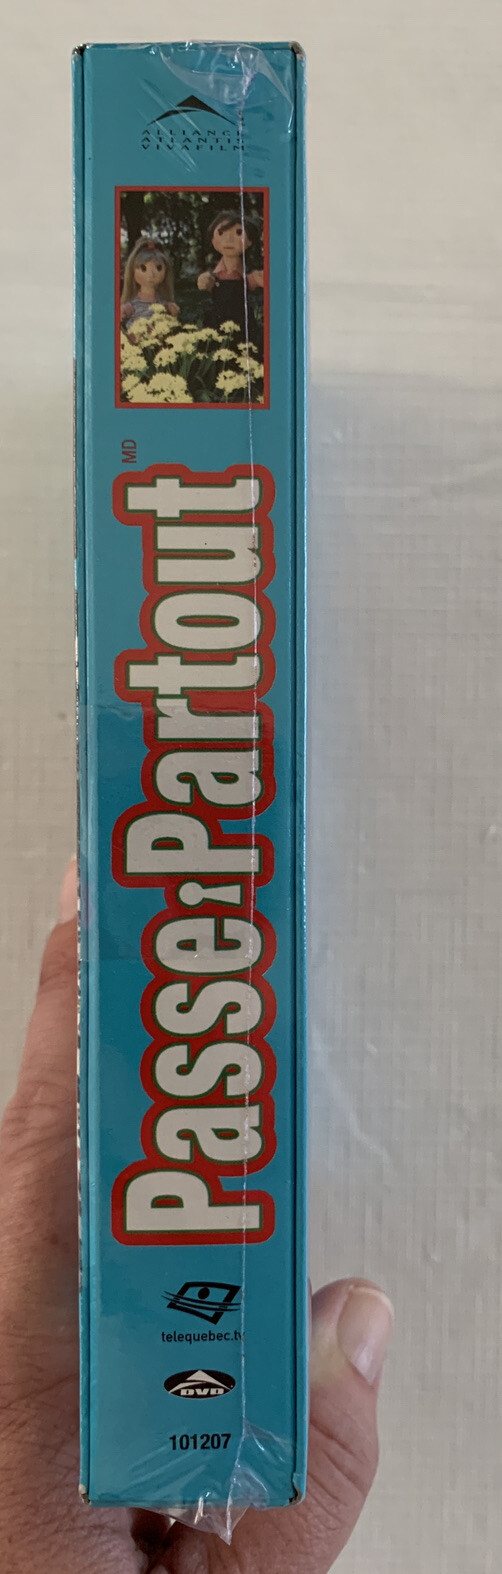 ALLIANCE
ATLANTIS
VIVAFILM
MD
Passe-Partout
telequebec.tv
DVD
101207